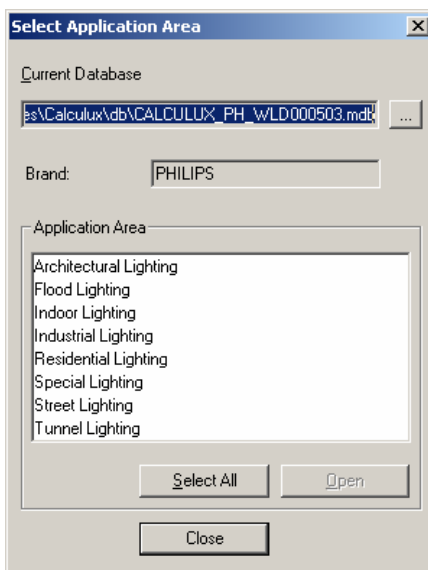 Select Application Area
Current Database
es\Calculux\db\CALCULUX_PH_WLD000503.mdb
...
Brand: PHILIPS
Application Area
Architectural Lighting
Flood Lighting
Indoor Lighting
Industrial Lighting
Residential Lighting
Special Lighting
Street Lighting
Tunnel Lighting
Select All Open
Close